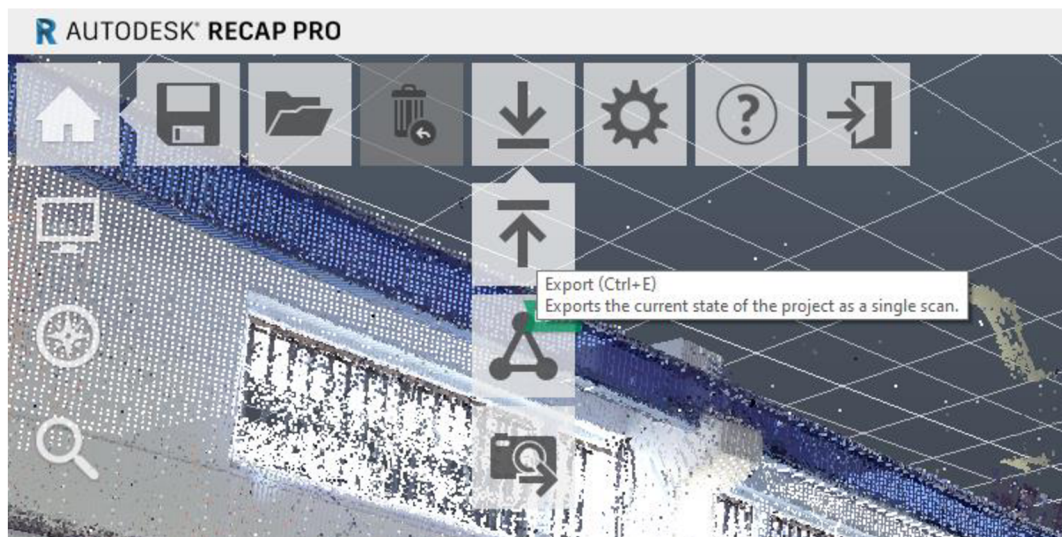 AUTODESK® RECAP PRO
?
Export (Ctrl+E)
Exports the current state of the project as a single scan.